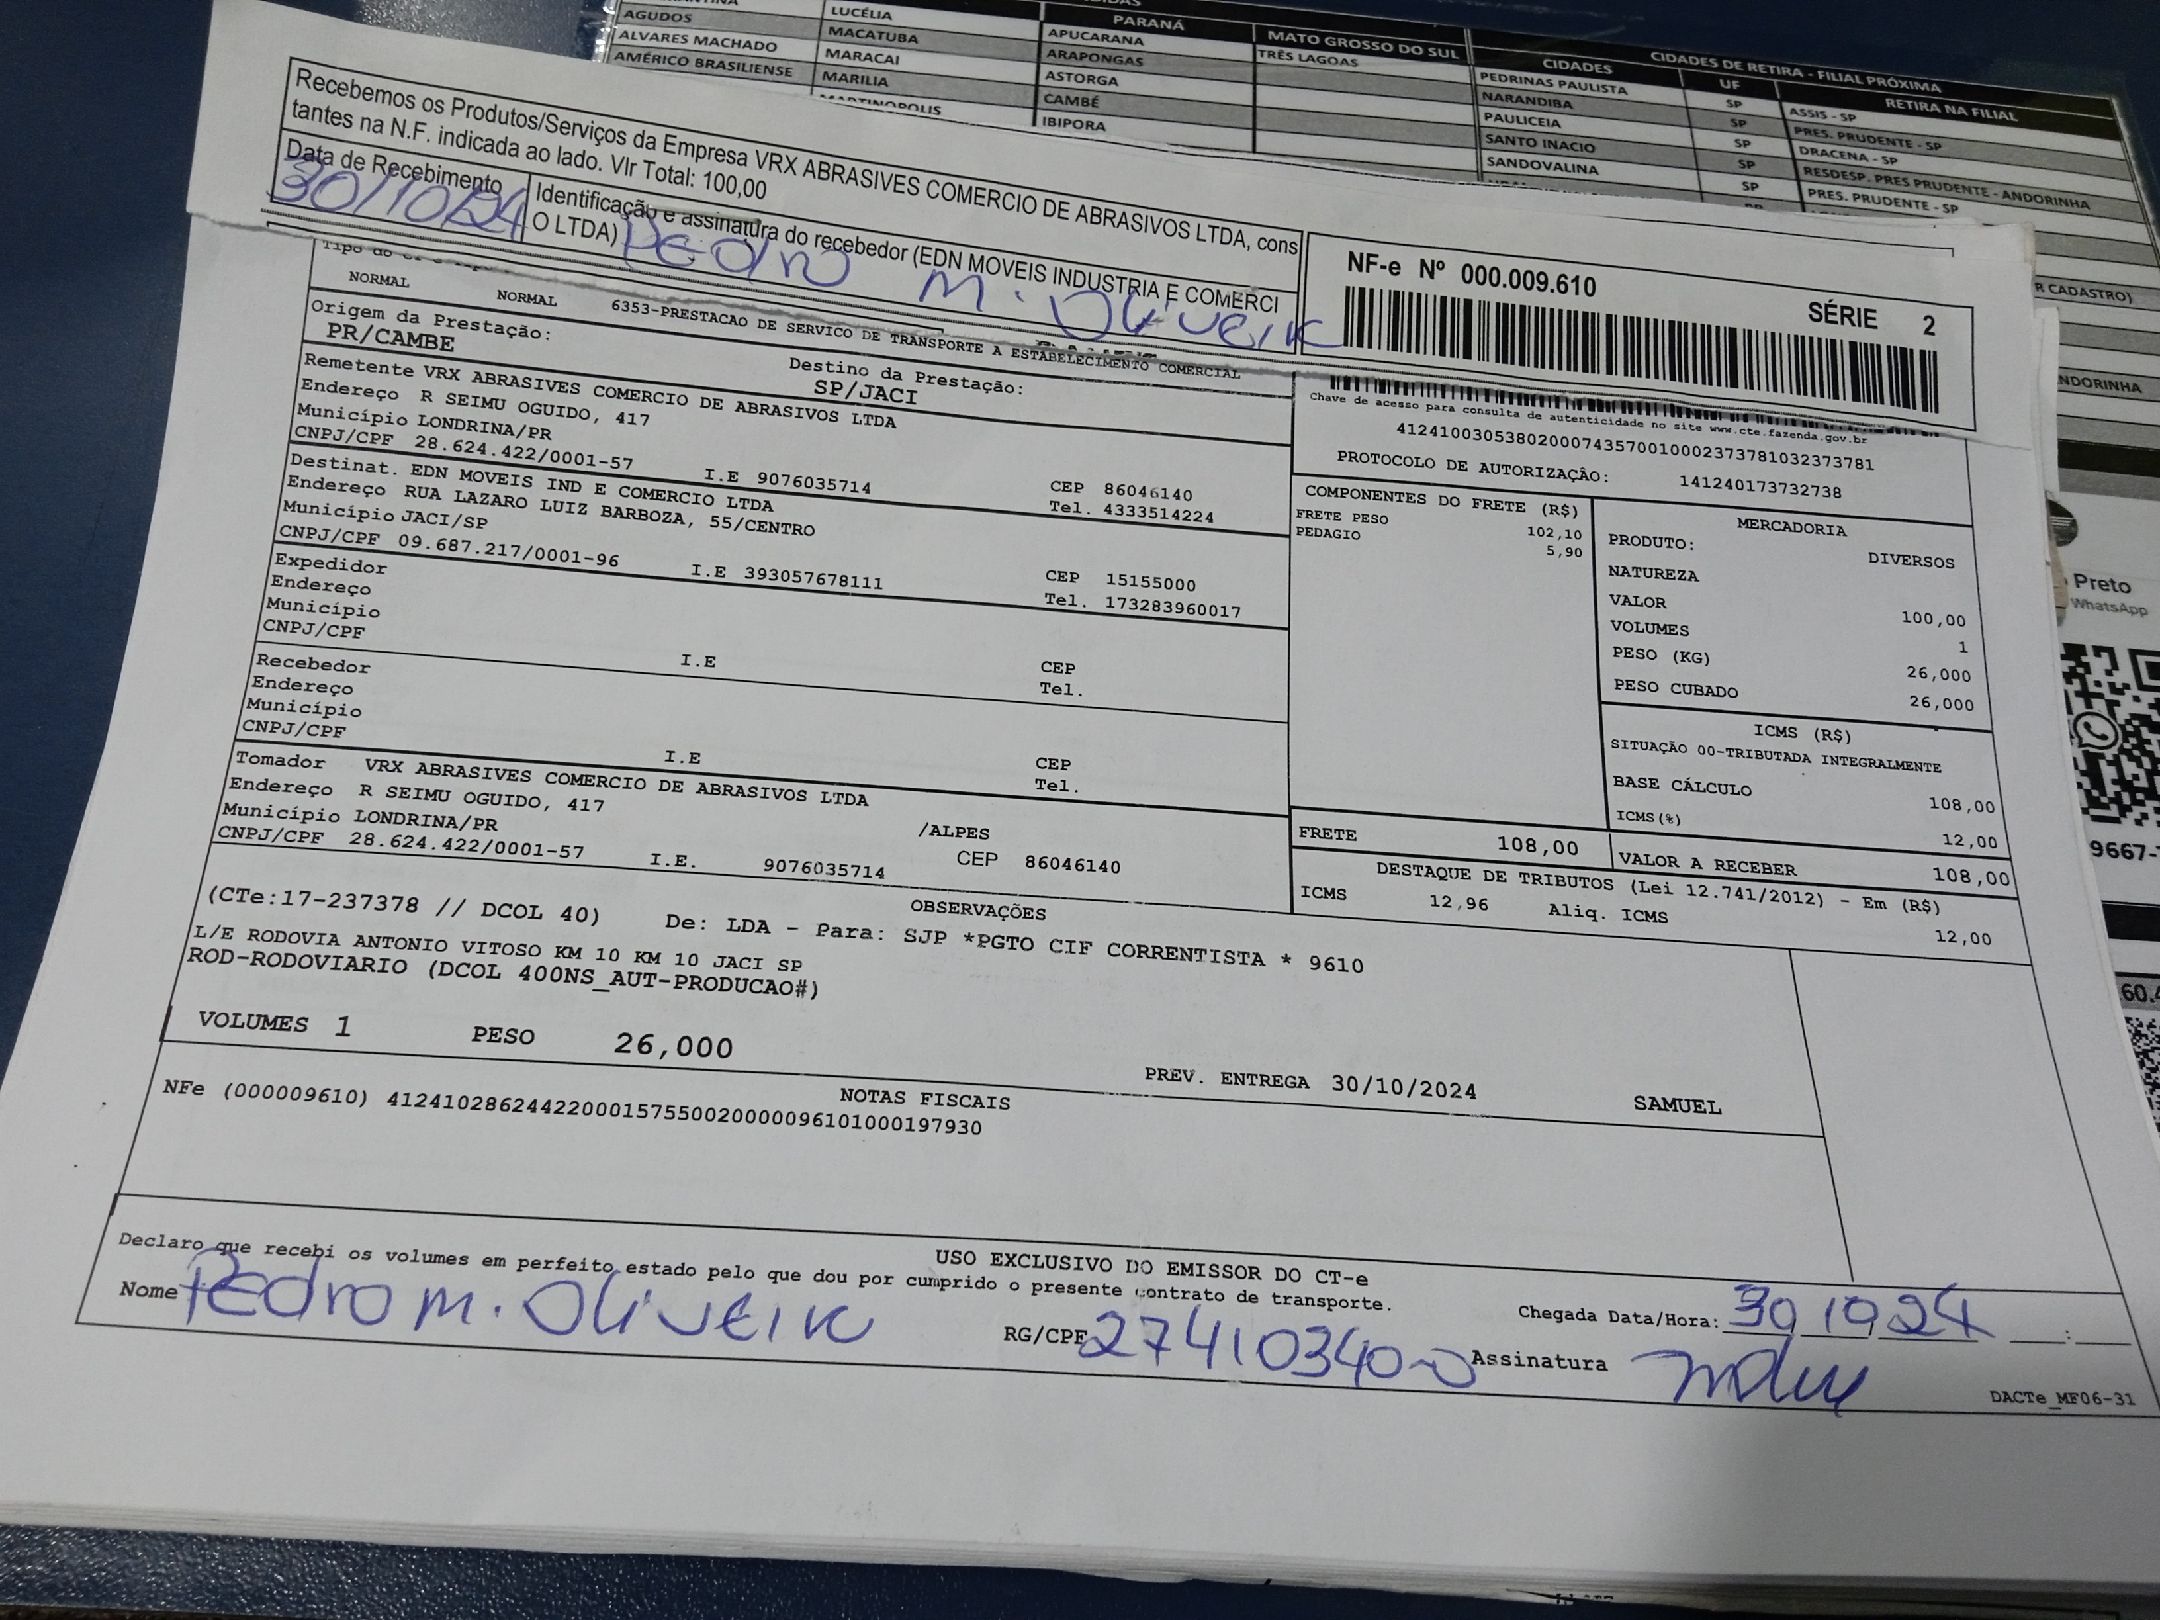 AGUDOS
ALVARES MACHADO
AMÉRICO BRASILIENSE
LUCÉLIA
MACATUBA
MARACAI
MARILIA
MARTINOPOLIS
PARANÁ
APUCARANA
ARAPONGAS
ASTORGA
CAMBÉ
IBIPORA
MATO GROSSO DO SUL
TRÊS LAGOAS
CIDADES DE RETIRA - FILIAL PRÓXIMA
CIDADES UF RETIRA NA FILIAL
PEDRINAS PAULISTA SP ASSIS - SP
NARANDIBA SP PRES. PRUDENTE - SP
PAULICEIA SP DRACENA - SP
SANTO INACIO SP RESDESP. PRES PRUDENTE - ANDORINHA
SANDOVALINA SP PRES. PRUDENTE - SP
R CADASTRO)
NDORINHA
Recebemos os Produtos/Serviços da Empresa VRX ABRASIVES COMERCIO DE ABRASIVOS LTDA, cons
tantes na N.F. indicada ao lado. Vlr Total: 100,00
Data de Recebimento
30/10/24
Identificação e assinatura do recebedor (EDN MOVEIS INDUSTRIA E COMERCI
O LTDA)
Pedro M. Oliveira
NF-e Nº 000.009.610
SÉRIE 2
NORMAL NORMAL 6353-PRESTACAO DE SERVICO DE TRANSPORTE A ESTABELECIMENTO COMERCIAL
Origem da Prestação:
PR/CAMBE
Destino da Prestação:
SP/JACI
Remetente VRX ABRASIVES COMERCIO DE ABRASIVOS LTDA
Endereço R SEIMU OGUIDO, 417
Município LONDRINA/PR CEP 86046140
CNPJ/CPF 28.624.422/0001-57 I.E 9076035714 Tel. 4333514224
Destinat. EDN MOVEIS IND E COMERCIO LTDA
Endereço RUA LAZARO LUIZ BARBOZA, 55/CENTRO
Município JACI/SP CEP 15155000
CNPJ/CPF 09.687.217/0001-96 I.E 393057678111 Tel. 173283960017
Expedidor
Endereço
Município CEP
CNPJ/CPF I.E Tel.
Recebedor
Endereço
Município CEP
CNPJ/CPF I.E Tel.
Tomador VRX ABRASIVES COMERCIO DE ABRASIVOS LTDA
Endereço R SEIMU OGUIDO, 417 /ALPES
Município LONDRINA/PR CEP 86046140
CNPJ/CPF 28.624.422/0001-57 I.E. 9076035714
Chave de acesso para consulta de autenticidade no site www.cte.fazenda.gov.br
41241003053802000743570010002373781032373781
PROTOCOLO DE AUTORIZAÇÃO: 141240173732738
COMPONENTES DO FRETE (R$)
FRETE PESO 102,10
PEDAGIO 5,90
MERCADORIA
PRODUTO: DIVERSOS
NATUREZA
VALOR 100,00
VOLUMES 1
PESO (KG) 26,000
PESO CUBADO 26,000
ICMS (R$)
SITUAÇÃO 00-TRIBUTADA INTEGRALMENTE
BASE CÁLCULO 108,00
ICMS(%) 12,00
FRETE 108,00
VALOR A RECEBER 108,00
DESTAQUE DE TRIBUTOS (Lei 12.741/2012) - Em (R$)
ICMS 12,96 Aliq. ICMS 12,00
OBSERVAÇÕES
(CTe:17-237378 // DCOL 40) De: LDA - Para: SJP *PGTO CIF CORRENTISTA * 9610
L/E RODOVIA ANTONIO VITOSO KM 10 KM 10 JACI SP
ROD-RODOVIARIO (DCOL 400NS_AUT-PRODUCAO#)
VOLUMES 1 PESO 26,000
PREV. ENTREGA 30/10/2024 SAMUEL
NOTAS FISCAIS
NFe (000009610) 41241028624422000157550020000096101000197930
USO EXCLUSIVO DO EMISSOR DO CT-e
Declaro que recebi os volumes em perfeito estado pelo que dou por cumprido o presente contrato de transporte.
Nome Pedro M. Oliveira
RG/CPF 27410340-0
Chegada Data/Hora: 30 10 24 __:__
Assinatura
DACTe_MF06-31
Preto
WhatsApp
9667-
60.4